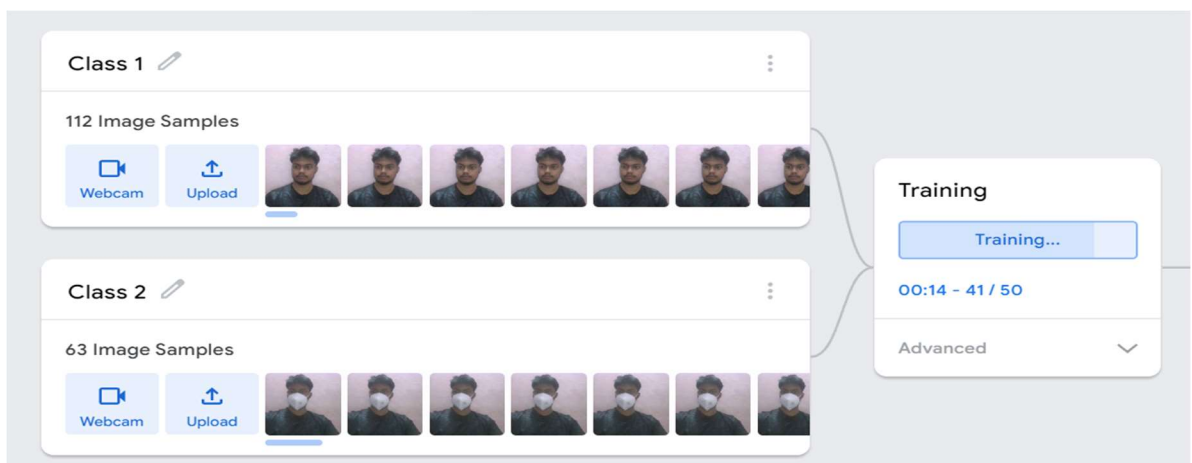 Class 1
112 Image Samples
Webcam
Upload
Class 2
63 Image Samples
Webcam
Upload
Training
Training...
00:14 - 41 / 50
Advanced